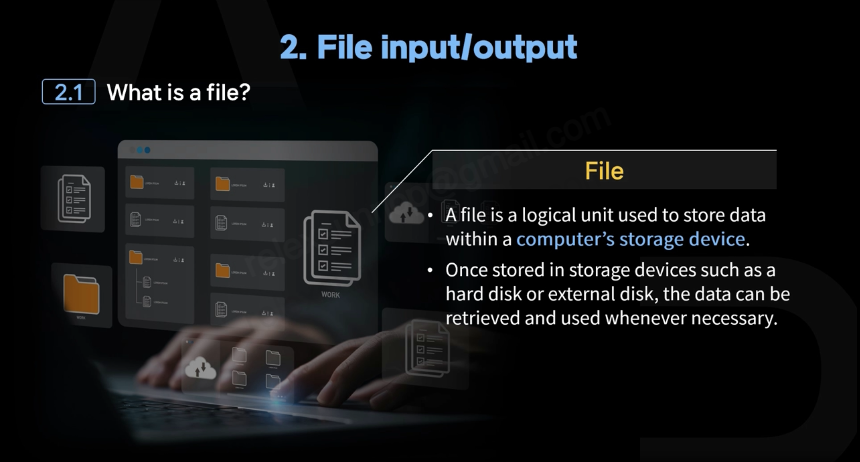 2. File input/output
2.1 What is a file?
File
• A file is a logical unit used to store data
within a computer's storage device.
• Once stored in storage devices such as a
hard disk or external disk, the data can be
retrieved and used whenever necessary.
WORK
WORK